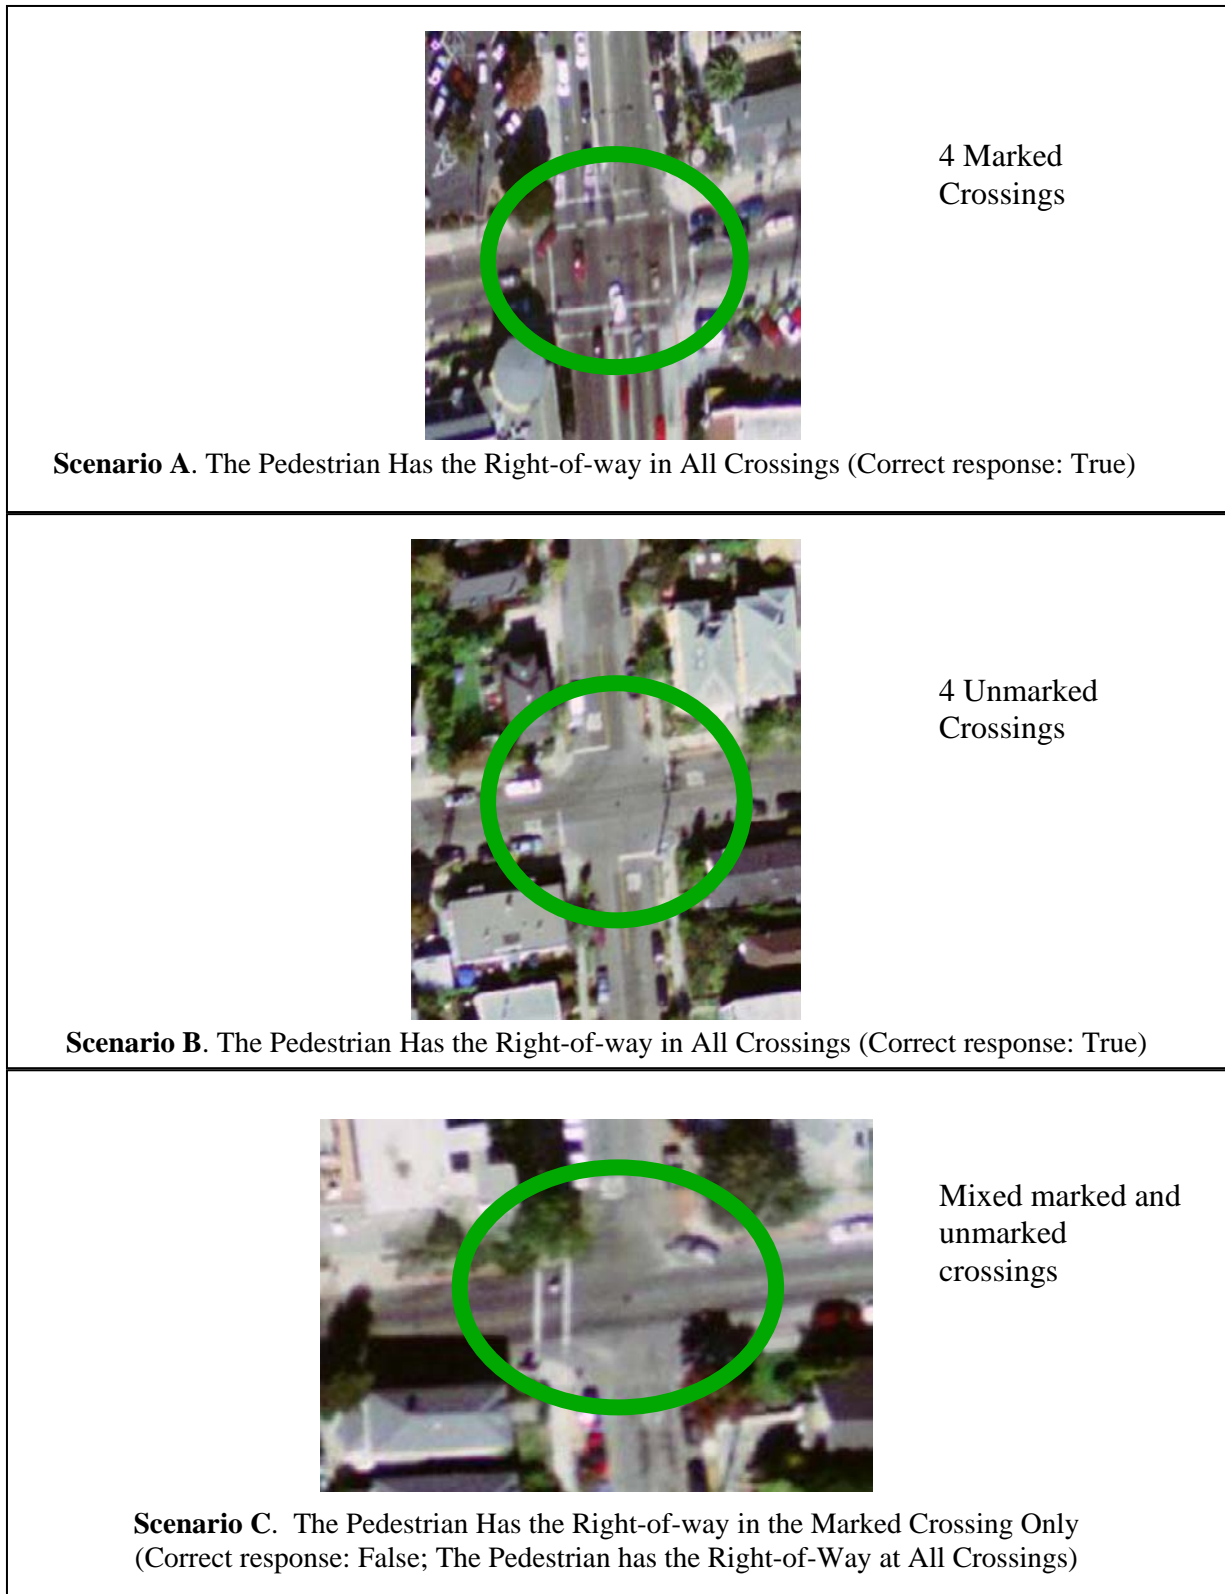 4 Marked
Crossings
Scenario A. The Pedestrian Has the Right-of-way in All Crossings (Correct response: True)
4 Unmarked
Crossings
Scenario B. The Pedestrian Has the Right-of-way in All Crossings (Correct response: True)
Mixed marked and
unmarked
crossings
Scenario C.  The Pedestrian Has the Right-of-way in the Marked Crossing Only
(Correct response: False; The Pedestrian has the Right-of-Way at All Crossings)